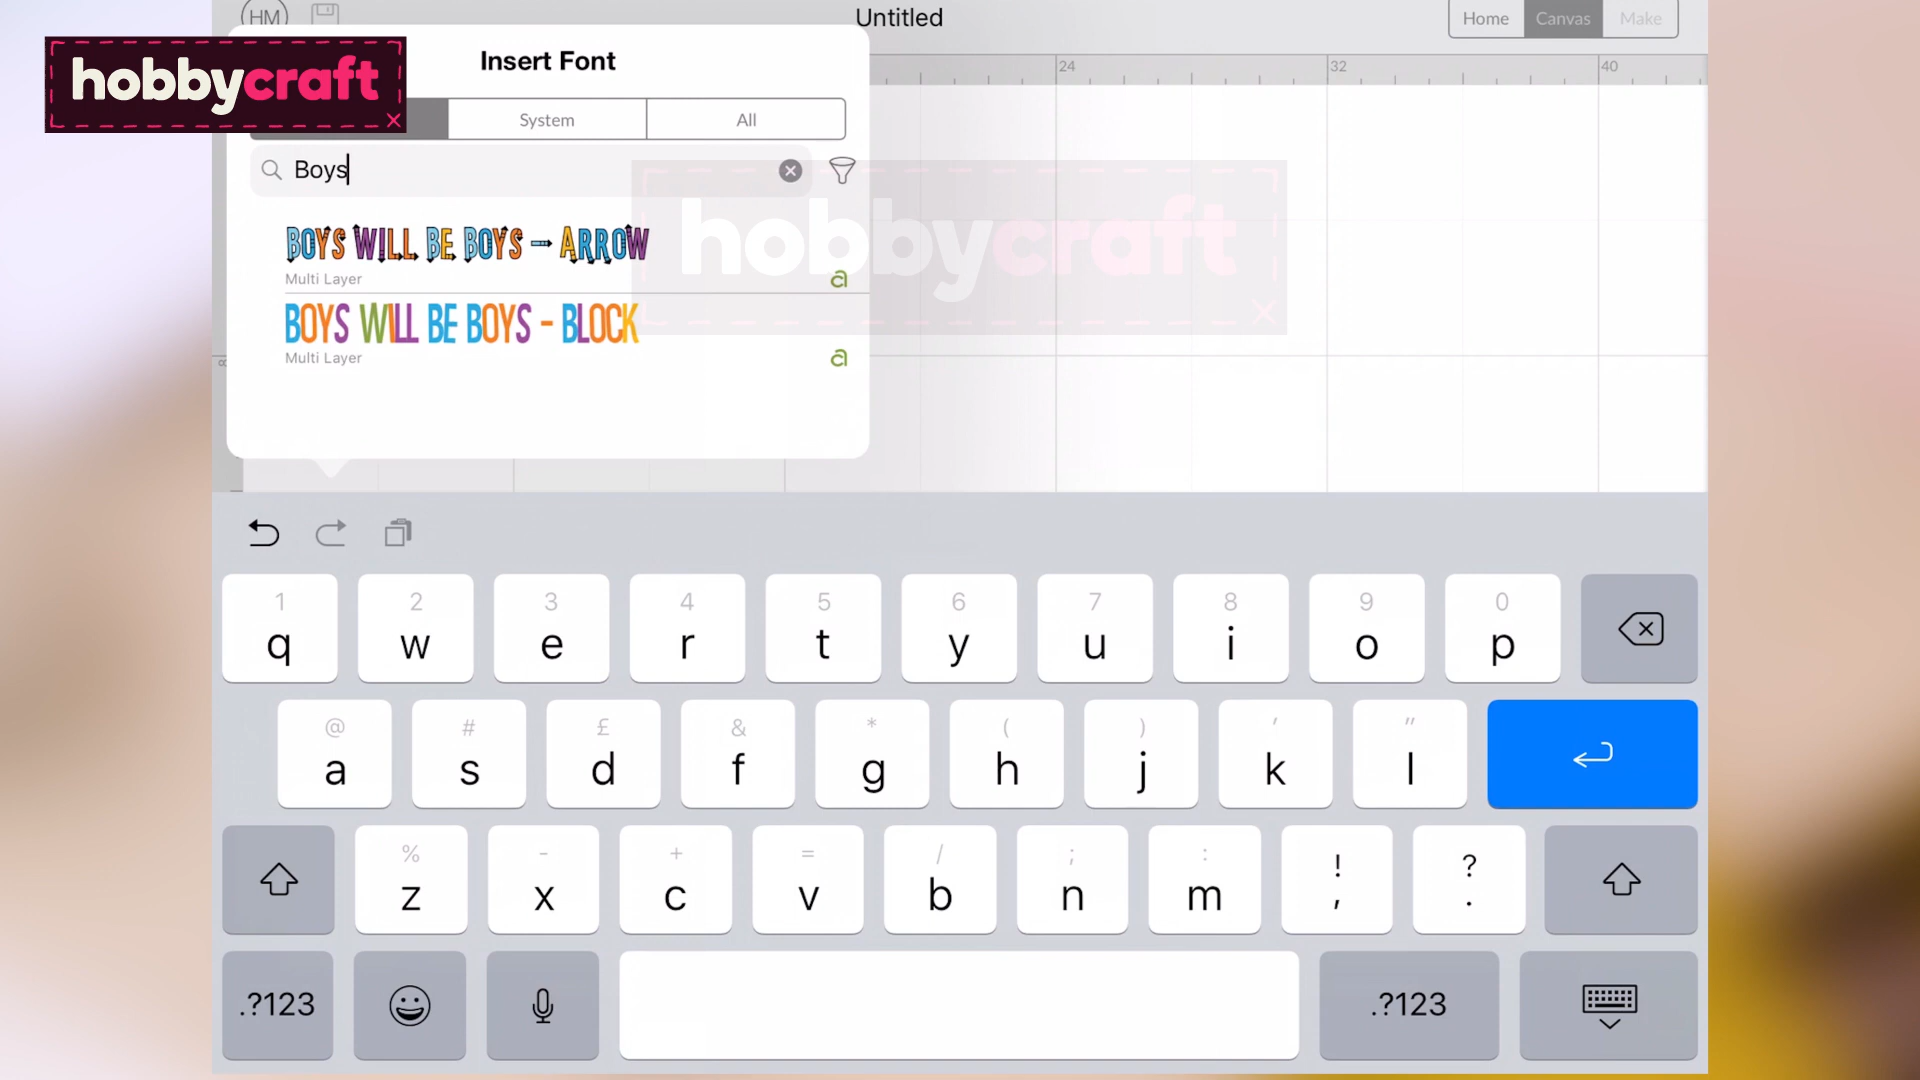 HM
Untitled
Home Canvas Make
hobbycraft
Insert Font
System All
24 32 40
Boys
hobbycraft
BOYS WILL BE BOYS - ARROW
Multi Layer
a
BOYS WILL BE BOYS - BLOCK
Multi Layer
a
8
1 2 3 4 5 6 7 8 9 0
q w e r t y u i o p
@ # £ & * ( ) ' "
a s d f g h j k l
% - + = / ; : ! ?
z x c v b n m , .
.?123 .?123